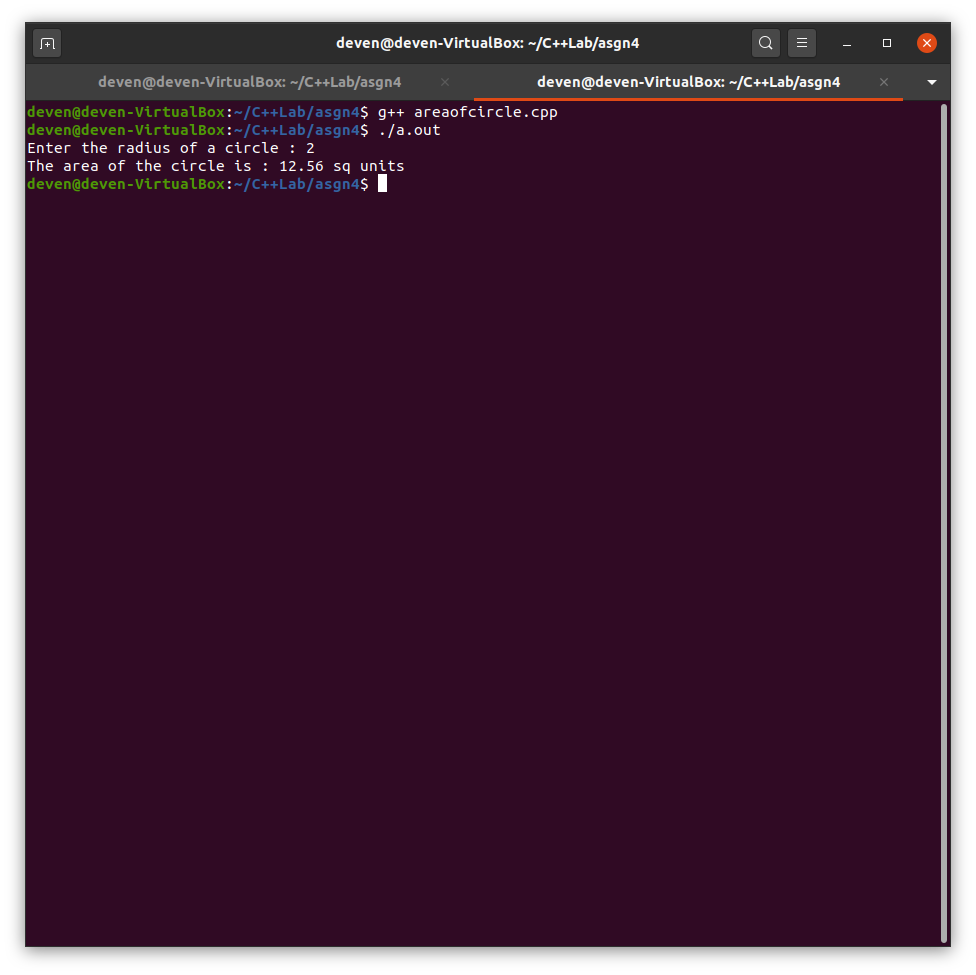 deven@deven-VirtualBox: ~/C++Lab/asgn4
deven@deven-VirtualBox: ~/C++Lab/asgn4
deven@deven-VirtualBox: ~/C++Lab/asgn4
deven@deven-VirtualBox:~/C++Lab/asgn4$ g++ areaofcircle.cpp
deven@deven-VirtualBox:~/C++Lab/asgn4$ ./a.out
Enter the radius of a circle : 2
The area of the circle is : 12.56 sq units
deven@deven-VirtualBox:~/C++Lab/asgn4$